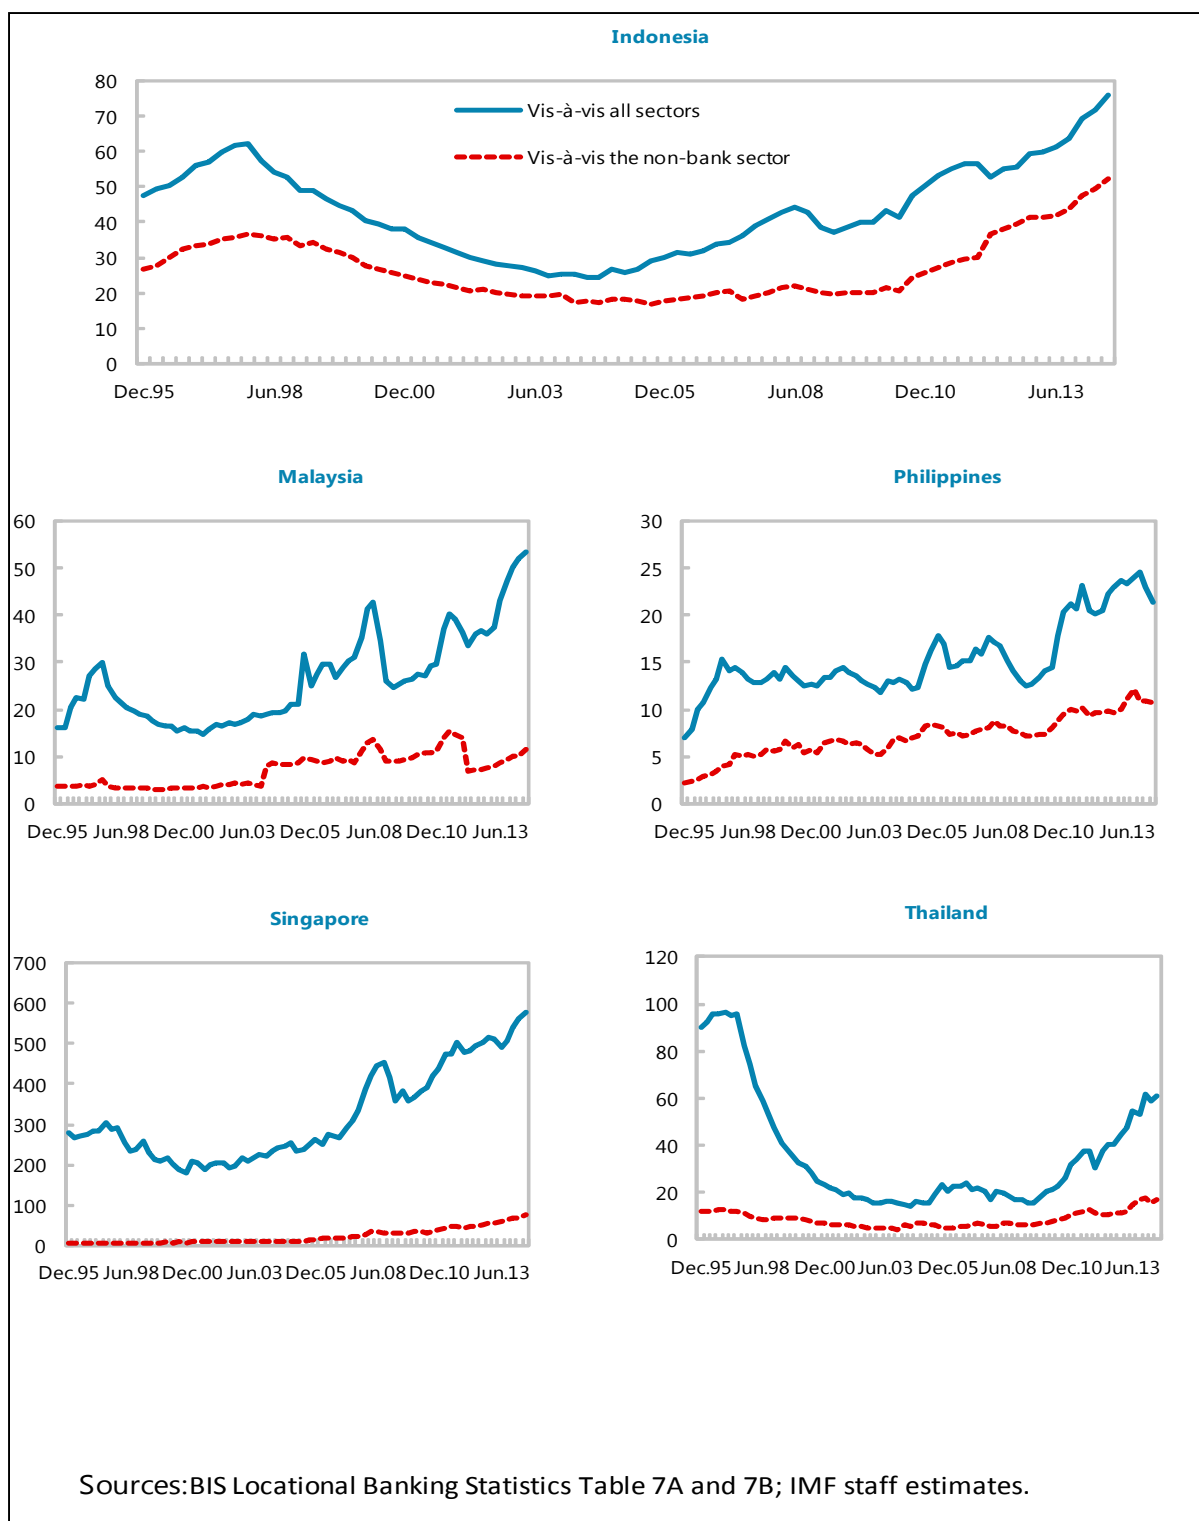 Indonesia
80
70
60
50
40
30
20
10
0
Vis-à-vis all sectors
Vis-à-vis the non-bank sector
Dec.95 Jun.98 Dec.00 Jun.03 Dec.05 Jun.08 Dec.10 Jun.13
Malaysia
60
50
40
30
20
10
0
Dec.95 Jun.98 Dec.00 Jun.03 Dec.05 Jun.08 Dec.10 Jun.13
Philippines
30
25
20
15
10
5
0
Dec.95 Jun.98 Dec.00 Jun.03 Dec.05 Jun.08 Dec.10 Jun.13
Singapore
700
600
500
400
300
200
100
0
Dec.95 Jun.98 Dec.00 Jun.03 Dec.05 Jun.08 Dec.10 Jun.13
Thailand
120
100
80
60
40
20
0
Dec.95 Jun.98 Dec.00 Jun.03 Dec.05 Jun.08 Dec.10 Jun.13
Sources:BIS Locational Banking Statistics Table 7A and 7B; IMF staff estimates.